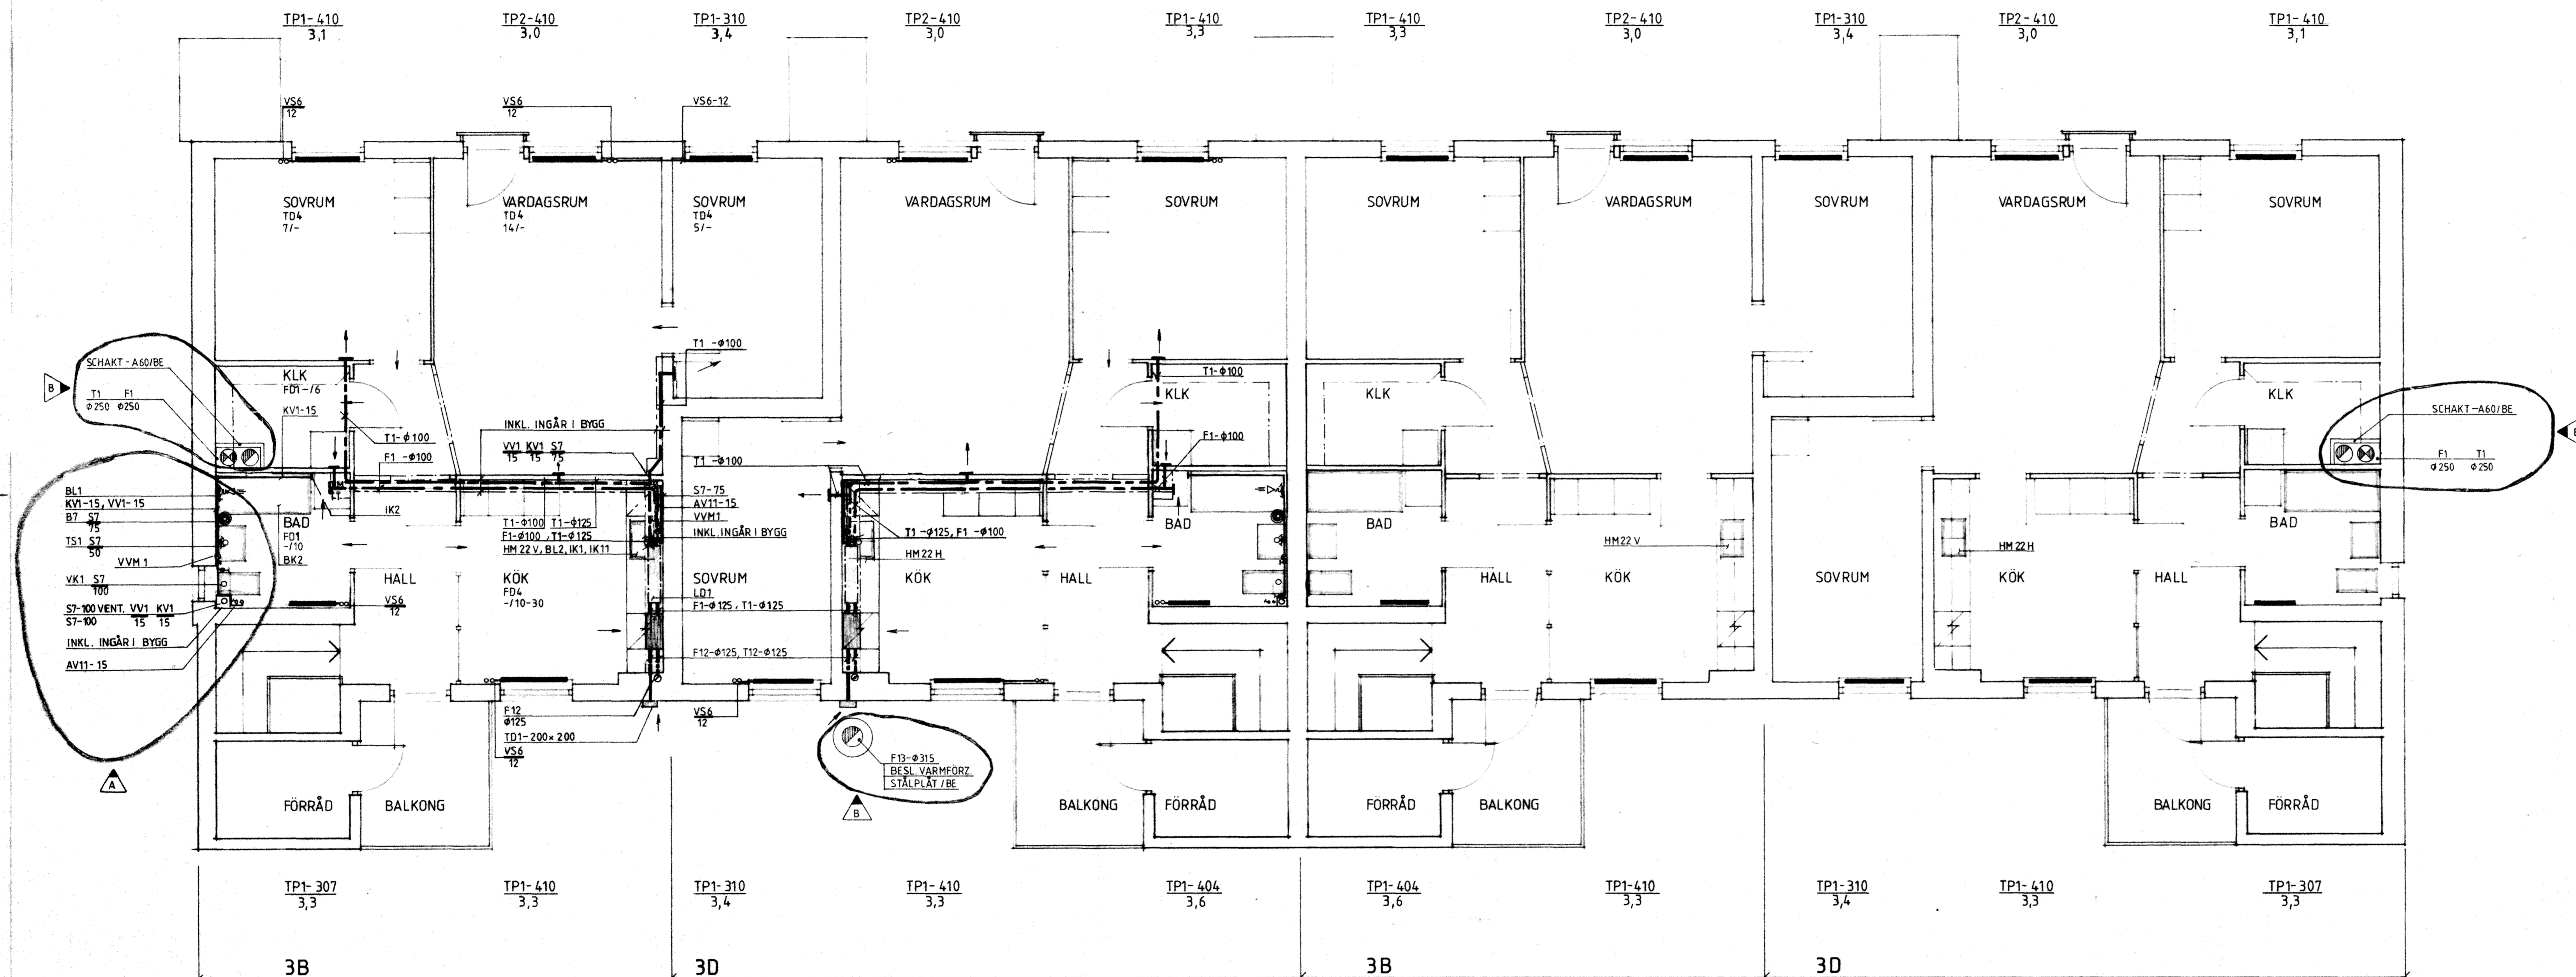 TP1-410
3,1
TP2-410
3,0
TP1-310
3,4
TP2-410
3,0
TP1-410
3,3
TP1-410
3,3
TP2-410
3,0
TP1-310
3,4
TP2-410
3,0
TP1-410
3,1
VS6
12
VS6
12
VS6-12
SOVRUM
TD4
7/-
VARDAGSRUM
TD4
14/-
SOVRUM
TD4
5/-
VARDAGSRUM
SOVRUM
SOVRUM
VARDAGSRUM
SOVRUM
VARDAGSRUM
SOVRUM
SCHAKT-A60/BE
B
T1 F1
Φ250 Φ250
KLK
FD1-/6
KV1-15
T1-Φ100
F1-Φ100
INKL. INGÅR I BYGG
VV1 KV1 S7
15 15 75
T1-Φ100
T1-Φ100
T1-Φ100
KLK
F1-Φ100
KLK
KLK
SCHAKT-A60/BE
F1 T1
Φ250 Φ250
BL1
KV1-15, VV1-15
B7 S7
75
TS1 S7
50
VVM1
VK1 S7
100
S7-100 VENT. VV1 KV1
S7-100 15 15
INKL. INGÅR I BYGG
AV11-15
A
IK2
BAD
FD1
-/10
BK2
HALL
VS6
12
T1-Φ100 T1-Φ125
F1-Φ100, T1-Φ125
HM22V, BL2, IK1, IK11
KÖK
FD4
-/10-30
S7-75
AV11-15
VVM1
INKL. INGÅR I BYGG
SOVRUM
LD1
F1-Φ125, T1-Φ125
F12-Φ125, T12-Φ125
T1-Φ125, F1-Φ100
HM22H
KÖK
HALL
BAD
BAD
HALL
KÖK
HM22V
SOVRUM
HM22H
KÖK
HALL
BAD
F12
Φ125
TD1-200x200
VS6
12
VS6
12
F13-Φ315
BESL. VARMFÖRZ.
STÅLPLÅT/BE
B
FÖRRÅD
BALKONG
BALKONG
FÖRRÅD
FÖRRÅD
BALKONG
BALKONG
FÖRRÅD
TP1-307
3,3
TP1-410
3,3
TP1-310
3,4
TP1-410
3,3
TP1-404
3,6
TP1-404
3,6
TP1-410
3,3
TP1-310
3,4
TP1-410
3,3
TP1-307
3,3
3B
3D
3B
3D